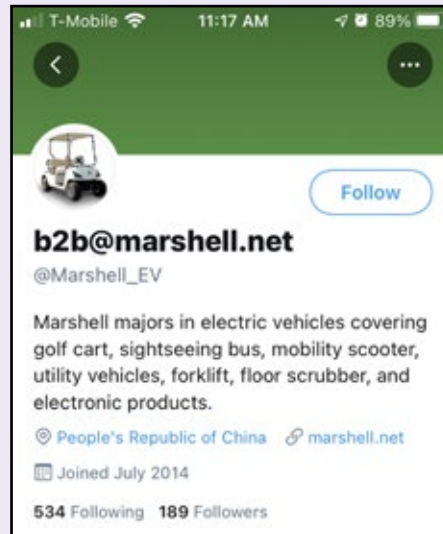 T-Mobile 11:17 AM 89%
Follow
b2b@marshell.net
@Marshell_EV
Marshell majors in electric vehicles covering
golf cart, sightseeing bus, mobility scooter,
utility vehicles, forklift, floor scrubber, and
electronic products.
People's Republic of China marshell.net
Joined July 2014
534 Following 189 Followers